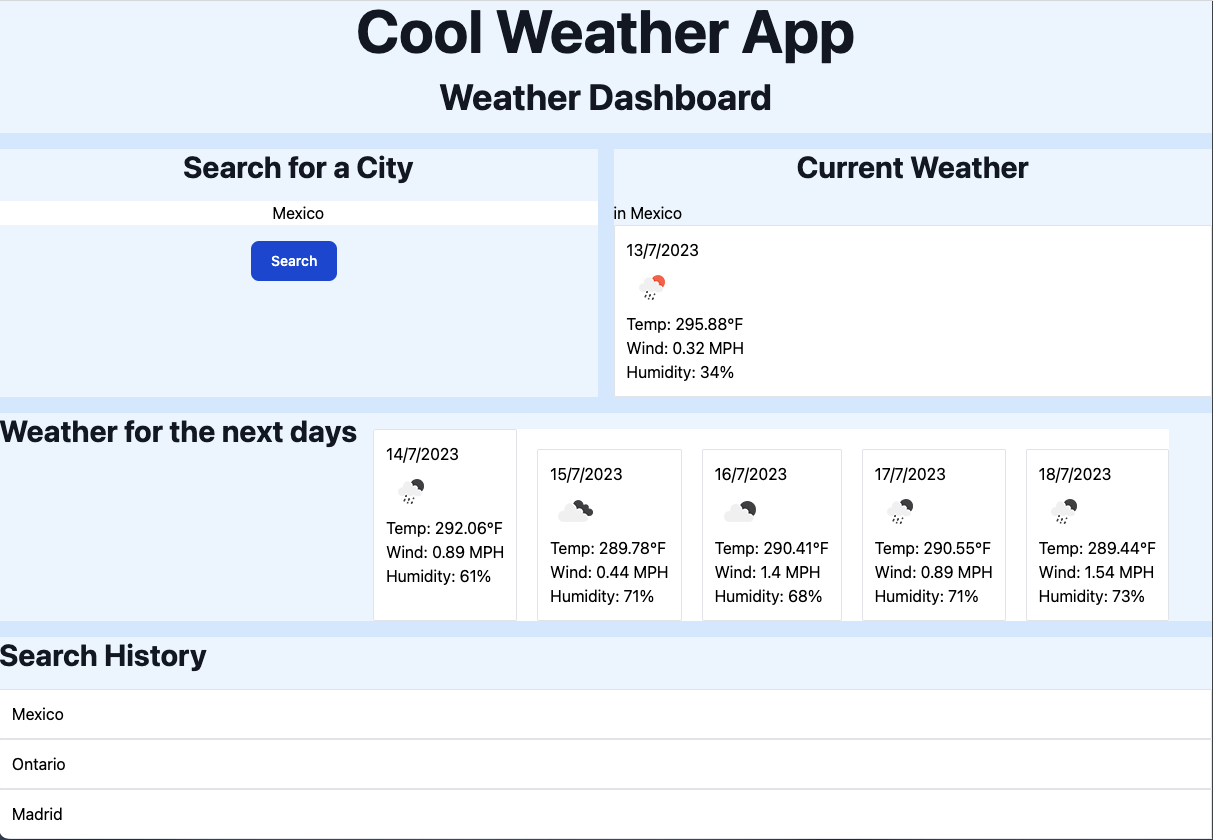 Cool Weather App
Weather Dashboard
Search for a City
Mexico
Search
Current Weather
in Mexico
13/7/2023
Temp: 295.88°F
Wind: 0.32 MPH
Humidity: 34%
Weather for the next days
14/7/2023
Temp: 292.06°F
Wind: 0.89 MPH
Humidity: 61%
15/7/2023
Temp: 289.78°F
Wind: 0.44 MPH
Humidity: 71%
16/7/2023
Temp: 290.41°F
Wind: 1.4 MPH
Humidity: 68%
17/7/2023
Temp: 290.55°F
Wind: 0.89 MPH
Humidity: 71%
18/7/2023
Temp: 289.44°F
Wind: 1.54 MPH
Humidity: 73%
Search History
Mexico
Ontario
Madrid